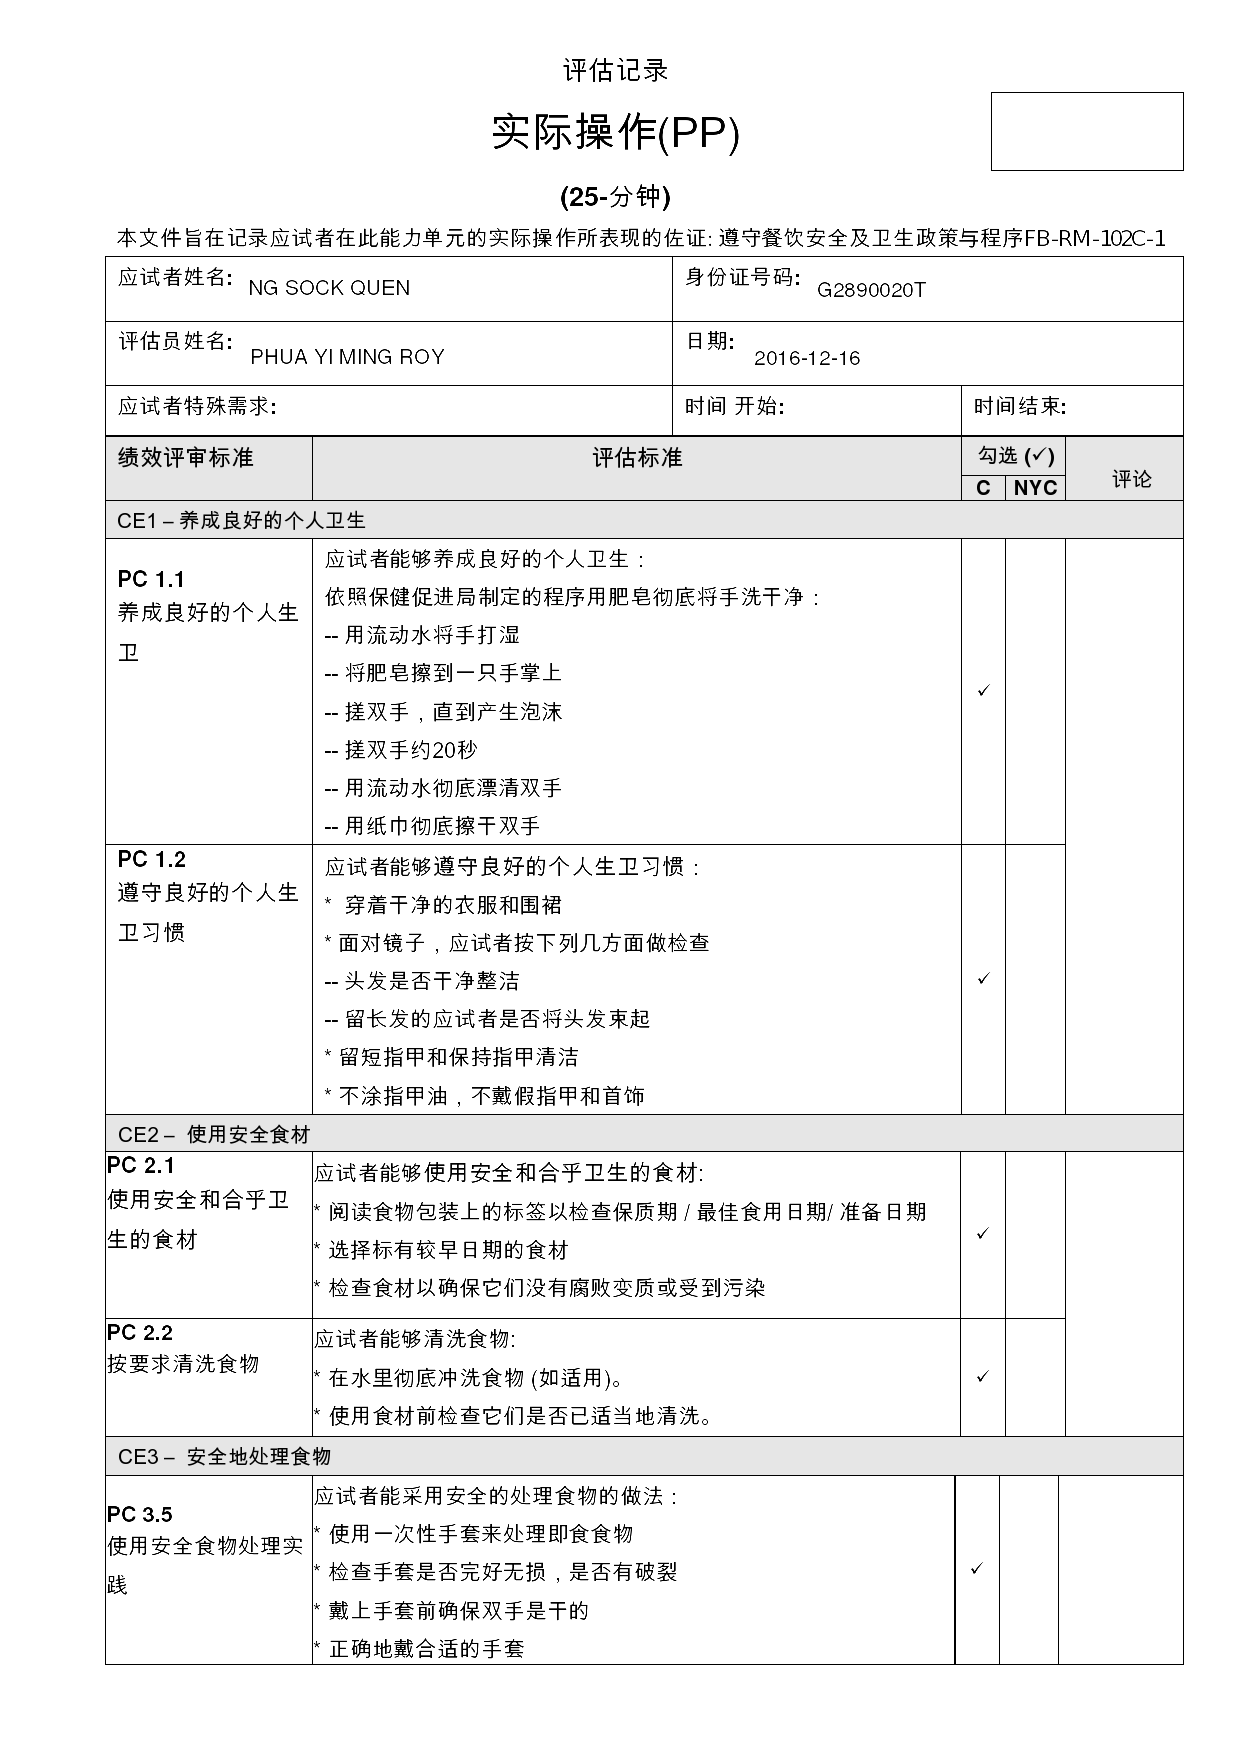 评估记录
实际操作(PP)
(25-分钟)
本文件旨在记录应试者在此能力单元的实际操作所表现的佐证: 遵守餐饮安全及卫生政策与程序FB-RM-102C-1
应试者姓名: NG SOCK QUEN 身份证号码: G2890020T
评估员姓名: PHUA YI MING ROY 日期: 2016-12-16
应试者特殊需求: 时间 开始: 时间结束:
绩效评审标准 评估标准 勾选 (✓) 评论
C NYC
CE1 – 养成良好的个人卫生
PC 1.1
养成良好的个人生
卫
应试者能够养成良好的个人卫生：
依照保健促进局制定的程序用肥皂彻底将手洗干净：
-- 用流动水将手打湿
-- 将肥皂擦到一只手掌上
-- 搓双手，直到产生泡沫
-- 搓双手约20秒
-- 用流动水彻底漂清双手
-- 用纸巾彻底擦干双手
✓
PC 1.2
遵守良好的个人生
卫习惯
应试者能够遵守良好的个人生卫习惯：
* 穿着干净的衣服和围裙
* 面对镜子，应试者按下列几方面做检查
-- 头发是否干净整洁
-- 留长发的应试者是否将头发束起
* 留短指甲和保持指甲清洁
* 不涂指甲油，不戴假指甲和首饰
✓
CE2 – 使用安全食材
PC 2.1
使用安全和合乎卫
生的食材
应试者能够使用安全和合乎卫生的食材:
* 阅读食物包装上的标签以检查保质期 / 最佳食用日期/ 准备日期
* 选择标有较早日期的食材
* 检查食材以确保它们没有腐败变质或受到污染
✓
PC 2.2
按要求清洗食物
应试者能够清洗食物:
* 在水里彻底冲洗食物 (如适用)。
* 使用食材前检查它们是否已适当地清洗。
✓
CE3 – 安全地处理食物
PC 3.5
使用安全食物处理实
践
应试者能采用安全的处理食物的做法：
* 使用一次性手套来处理即食食物
* 检查手套是否完好无损，是否有破裂
* 戴上手套前确保双手是干的
* 正确地戴合适的手套
✓